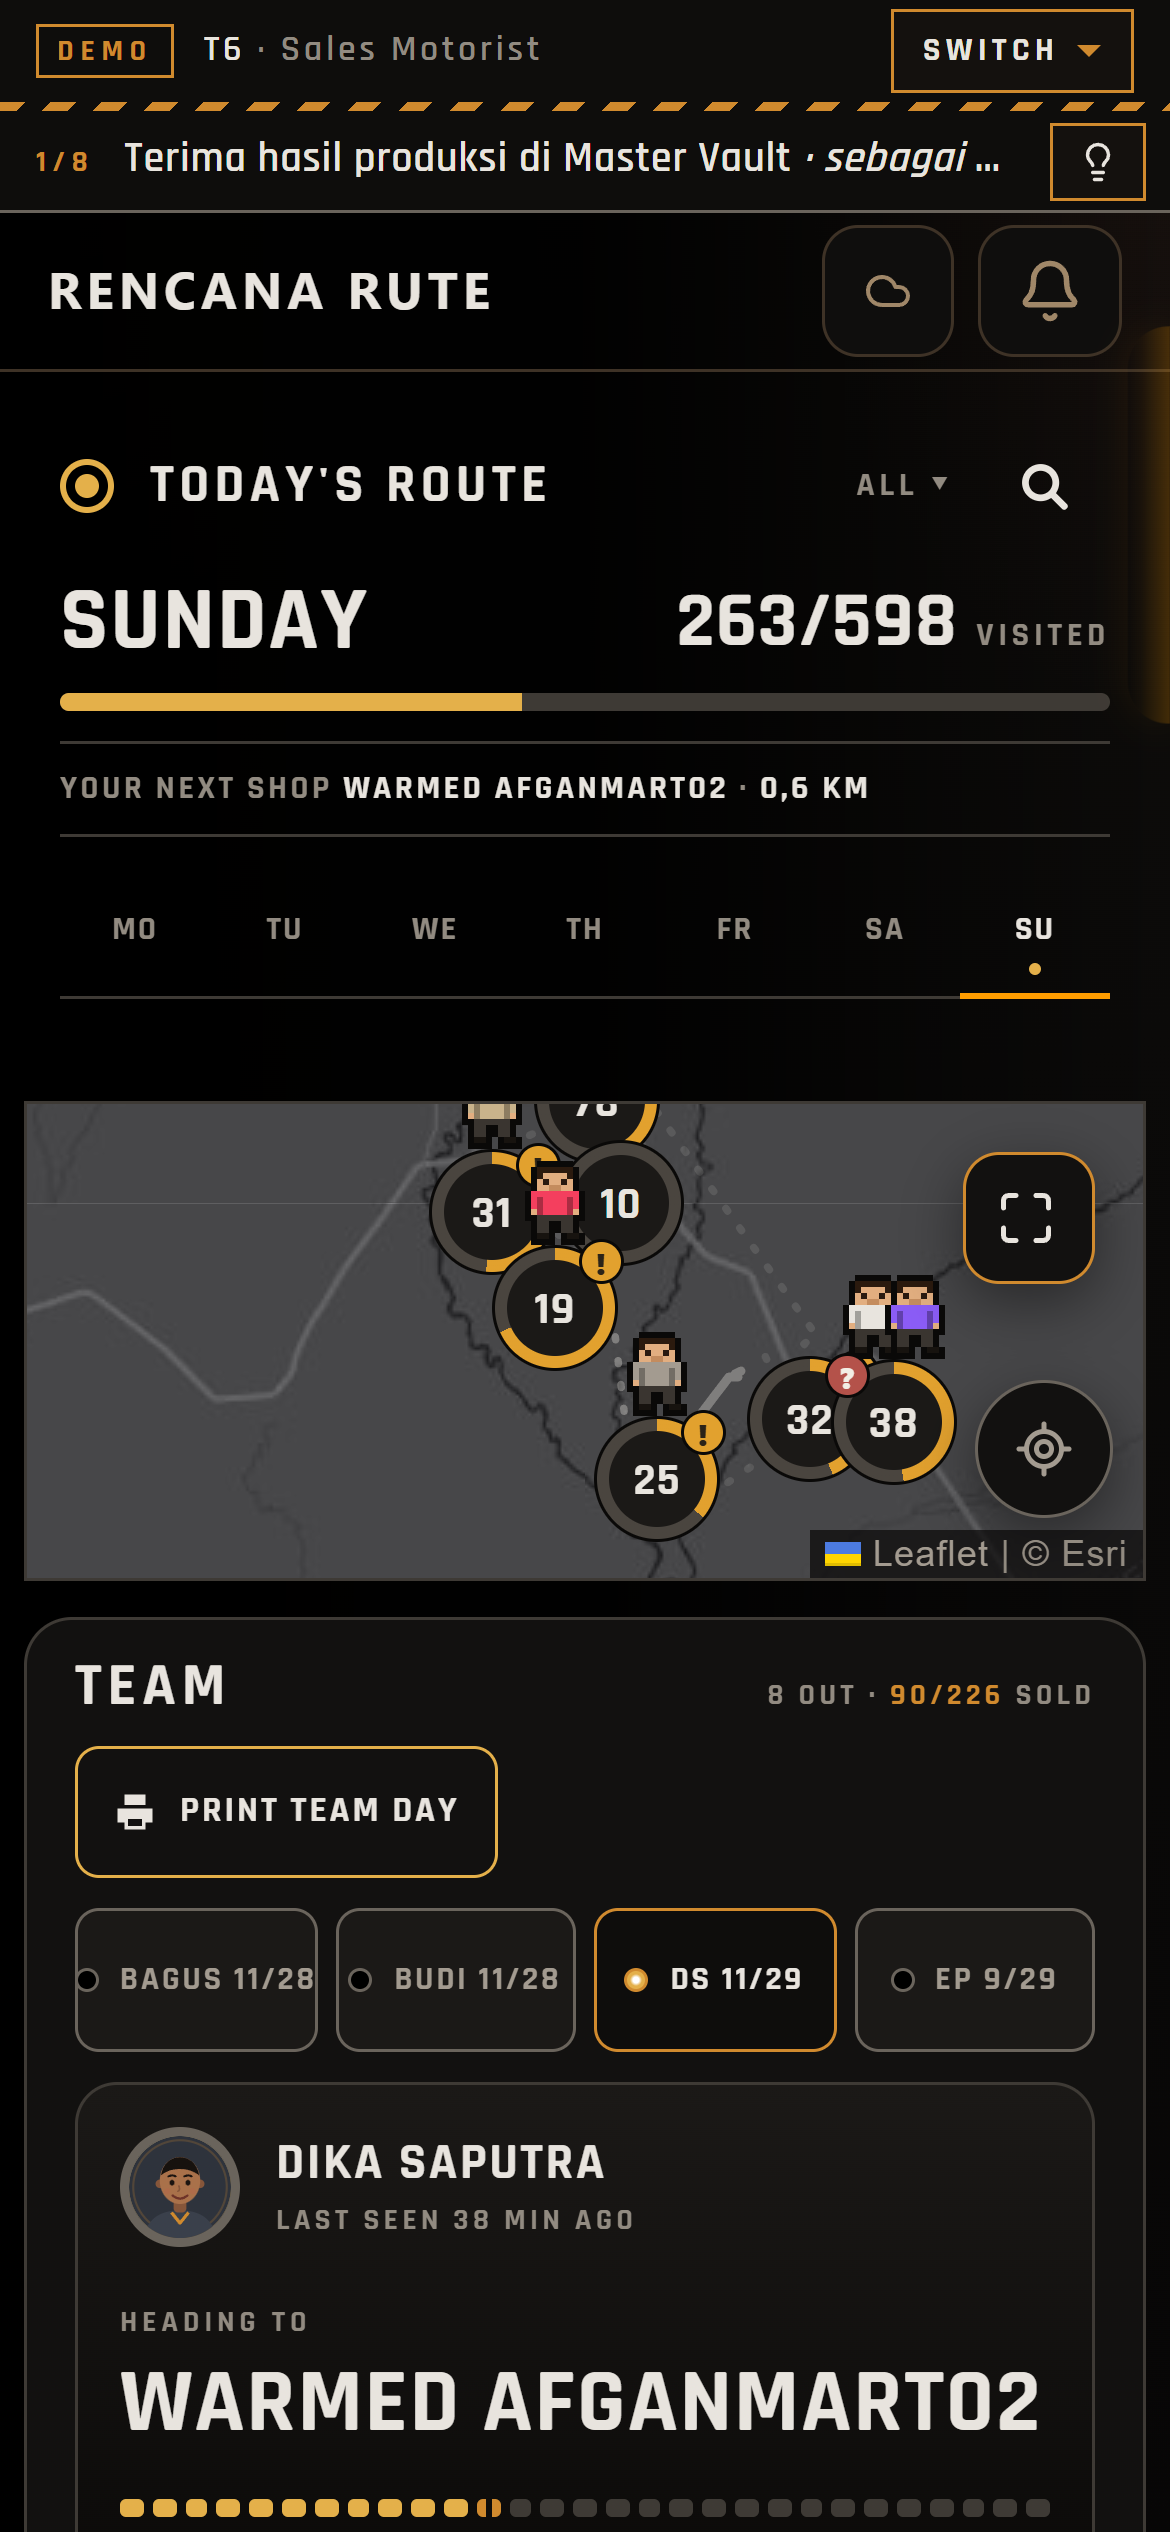 DEMO T6 · Sales Motorist SWITCH
1/8 Terima hasil produksi di Master Vault · sebagai ...
RENCANA RUTE
TODAY'S ROUTE ALL
SUNDAY 263/598 VISITED
YOUR NEXT SHOP WARMED AFGANMART02 · 0,6 KM
MO TU WE TH FR SA SU
78
31 10
!
19
32 ? 38
!
25
Leaflet | © Esri
TEAM 8 OUT · 90/226 SOLD
PRINT TEAM DAY
BAGUS 11/28 BUDI 11/28 DS 11/29 EP 9/29
DIKA SAPUTRA
LAST SEEN 38 MIN AGO
HEADING TO
WARMED AFGANMART02